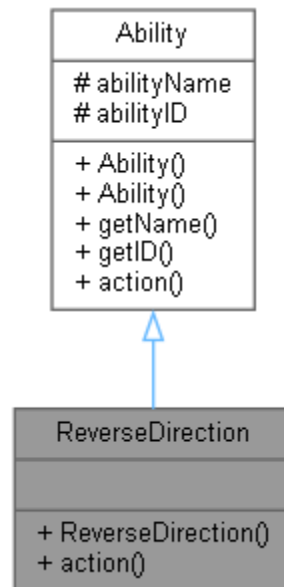 Ability
# abilityName
# abilityID
+ Ability()
+ Ability()
+ getName()
+ getID()
+ action()
ReverseDirection
+ ReverseDirection()
+ action()